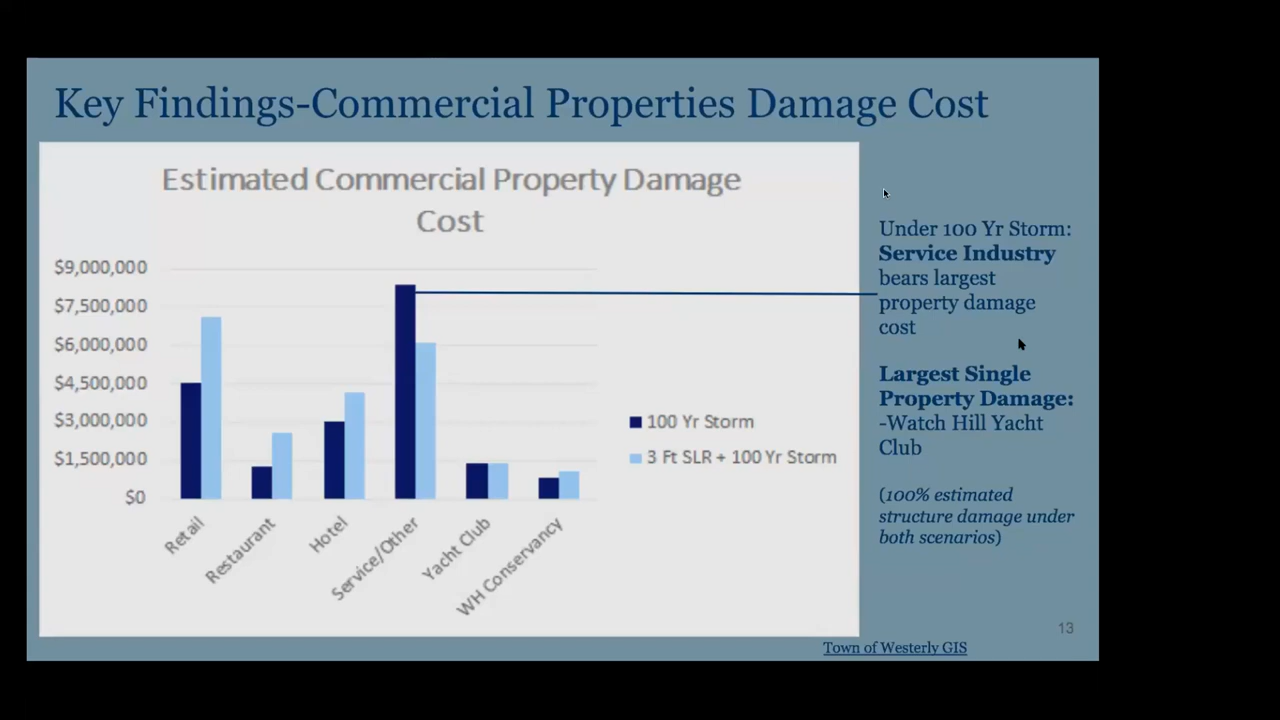 Key Findings-Commercial Properties Damage Cost
Estimated Commercial Property Damage
Cost
$9,000,000
$7,500,000
$6,000,000
$4,500,000
$3,000,000
$1,500,000
$0
Retail
Restaurant
Hotel
Service/Other
Yacht Club
WH Conservancy
100 Yr Storm
3 Ft SLR + 100 Yr Storm
Under 100 Yr Storm:
Service Industry
bears largest
property damage
cost
Largest Single
Property Damage:
-Watch Hill Yacht
Club
(100% estimated
structure damage under
both scenarios)
13
Town of Westerly GIS